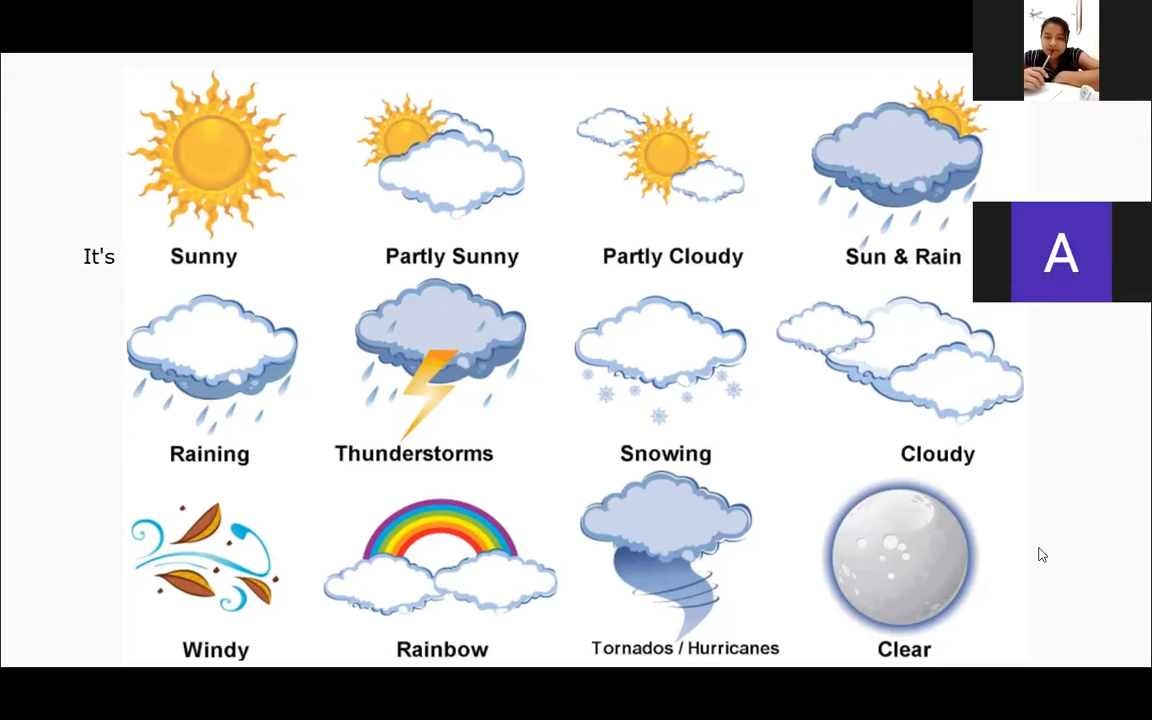 It's Sunny Partly Sunny Partly Cloudy Sun & Rain
A
Raining Thunderstorms Snowing Cloudy
Windy Rainbow Tornados / Hurricanes Clear